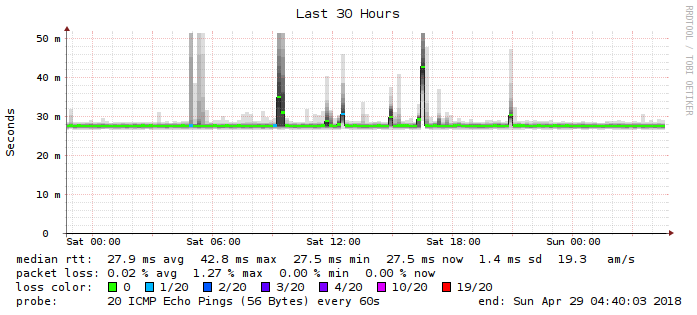 Last 30 Hours
RRDTOOL / TOBI OETIKER
Seconds
50 m
40 m
30 m
20 m
10 m
0
Sat 00:00 Sat 06:00 Sat 12:00 Sat 18:00 Sun 00:00
median rtt: 27.9 ms avg 42.8 ms max 27.5 ms min 27.5 ms now 1.4 ms sd 19.3 am/s
packet loss: 0.02 % avg 1.27 % max 0.00 % min 0.00 % now
loss color: 0 1/20 2/20 3/20 4/20 10/20 19/20
probe: 20 ICMP Echo Pings (56 Bytes) every 60s end: Sun Apr 29 04:40:03 2018